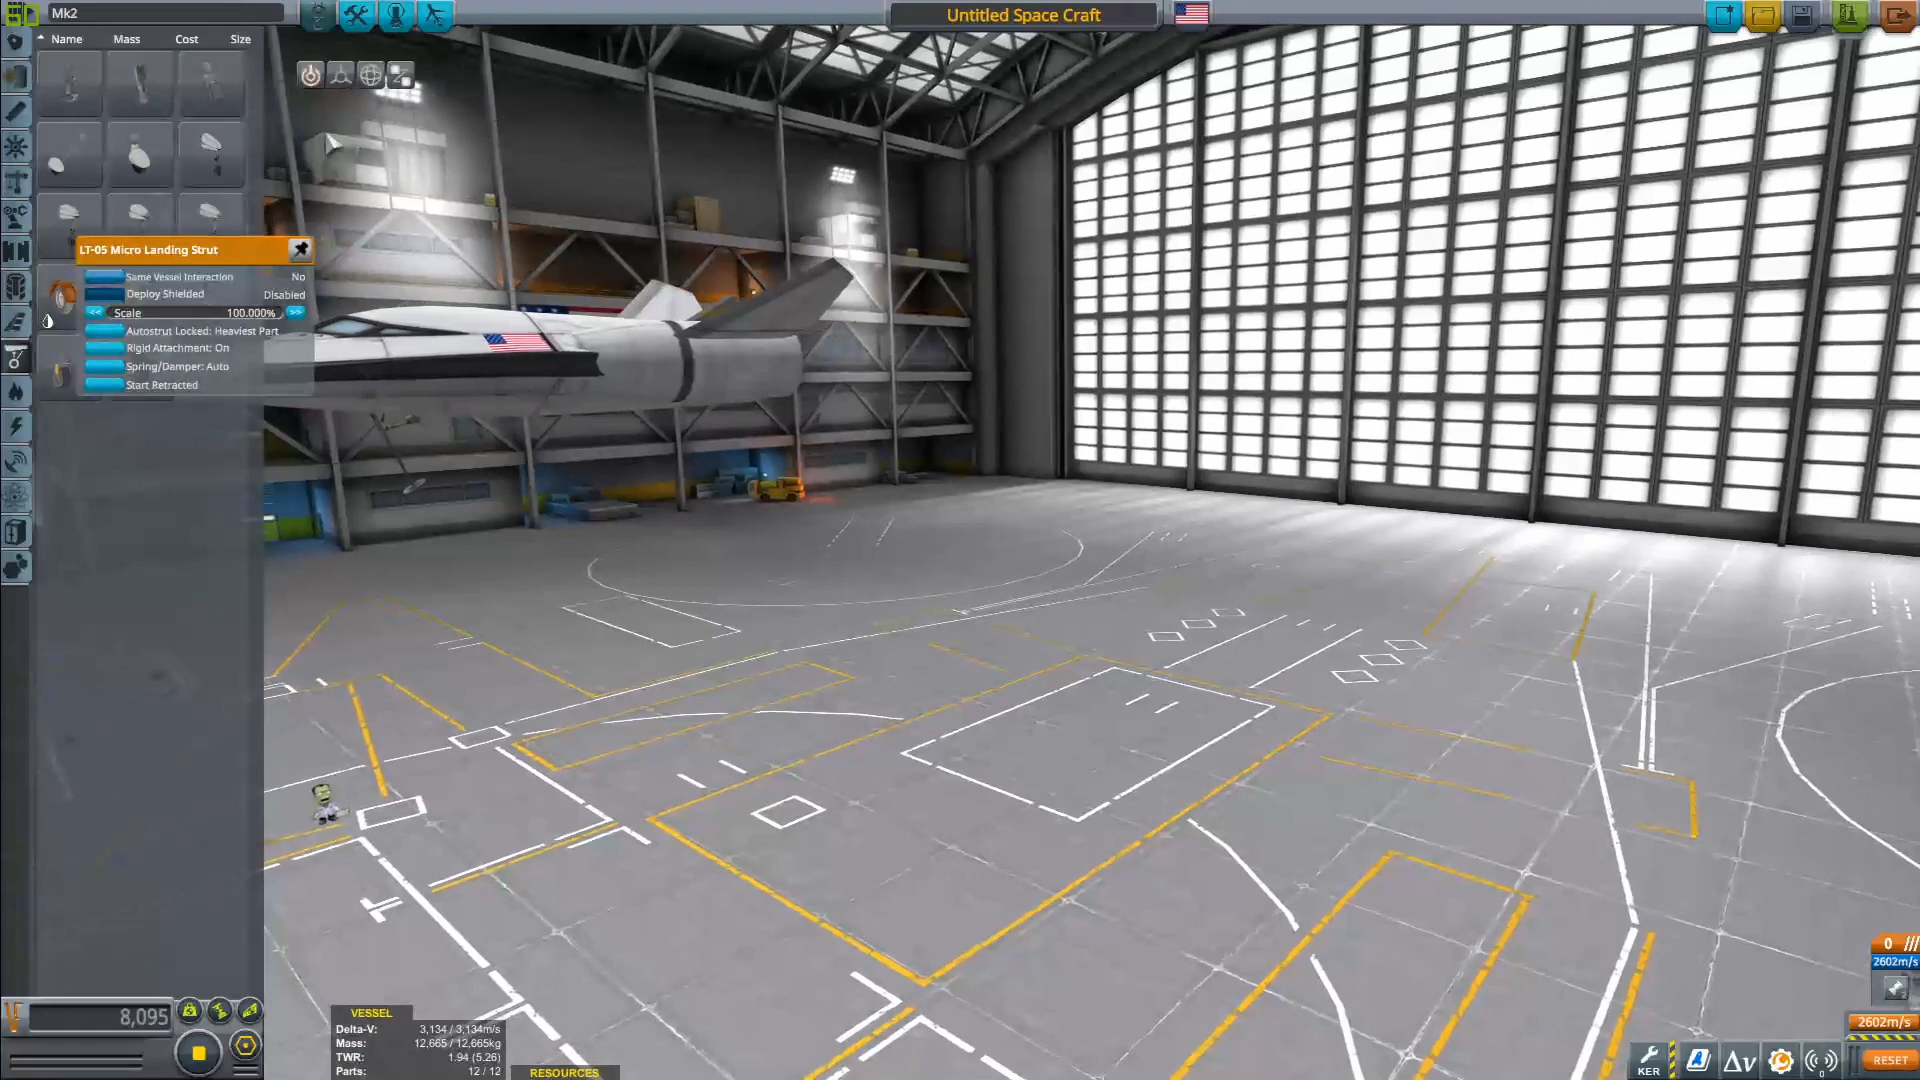 Mk2
Untitled Space Craft
Name Mass Cost Size
LT-05 Micro Landing Strut
Same Vessel Interaction No
Deploy Shielded Disabled
<< Scale 100.000% >>
Autostrut Locked: Heaviest Part
Rigid Attachment: On
Spring/Damper: Auto
Start Retracted
0
2602m/s
8,095
VESSEL
Delta-V: 3,134 / 3,134m/s
Mass: 12,665 / 12,665kg
TWR: 1.94 (5.26)
Parts: 12 / 12
RESOURCES
2602m/s
KER
Δv
0
RESET